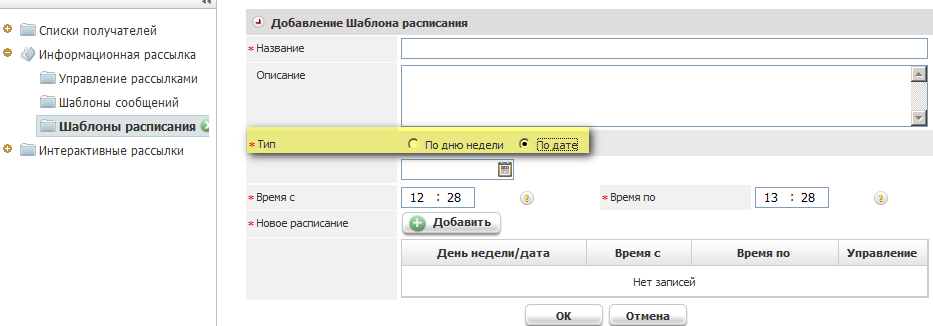 Списки получателей
Информационная рассылка
Управление рассылками
Шаблоны сообщений
Шаблоны расписания
Интерактивные рассылки
Добавление Шаблона расписания
* Название
Описание
* Тип По дню недели По дате
* Время с 12 : 28 ? * Время по 13 : 28 ?
* Новое расписание Добавить
День недели/дата Время с Время по Управление
Нет записей
OK Отмена